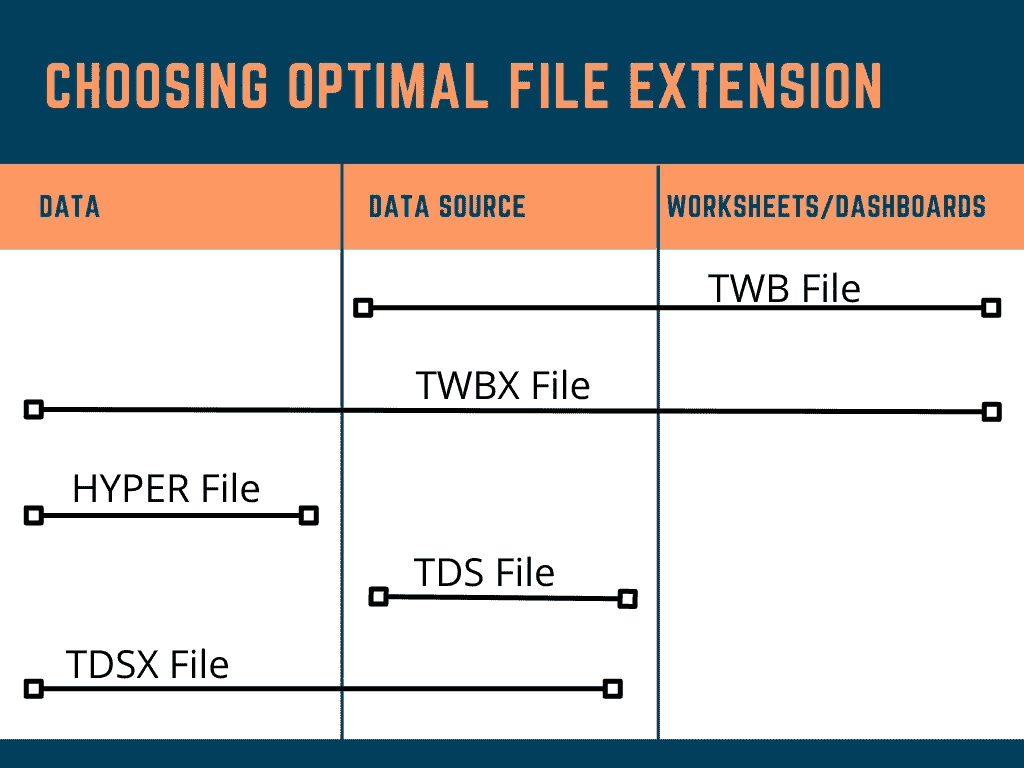 CHOOSING OPTIMAL FILE EXTENSION
DATA
DATA SOURCE
WORKSHEETS/DASHBOARDS
TWB File
TWBX File
HYPER File
TDS File
TDSX File